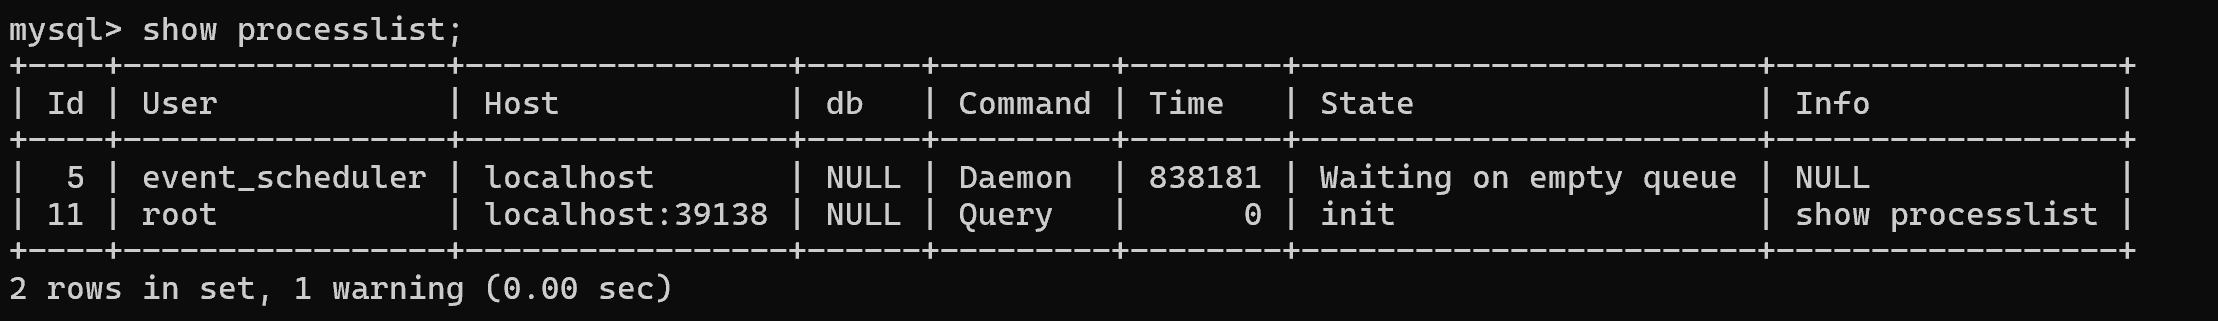 mysql> show processlist;
+----+-----------------+-----------------+------+---------+--------+-----------------------+-----------------+
| Id | User            | Host            | db   | Command | Time   | State                 | Info            |
+----+-----------------+-----------------+------+---------+--------+-----------------------+-----------------+
|  5 | event_scheduler | localhost       | NULL | Daemon  | 838181 | Waiting on empty queue | NULL            |
| 11 | root            | localhost:39138 | NULL | Query   |      0 | init                  | show processlist |
+----+-----------------+-----------------+------+---------+--------+-----------------------+-----------------+
2 rows in set, 1 warning (0.00 sec)